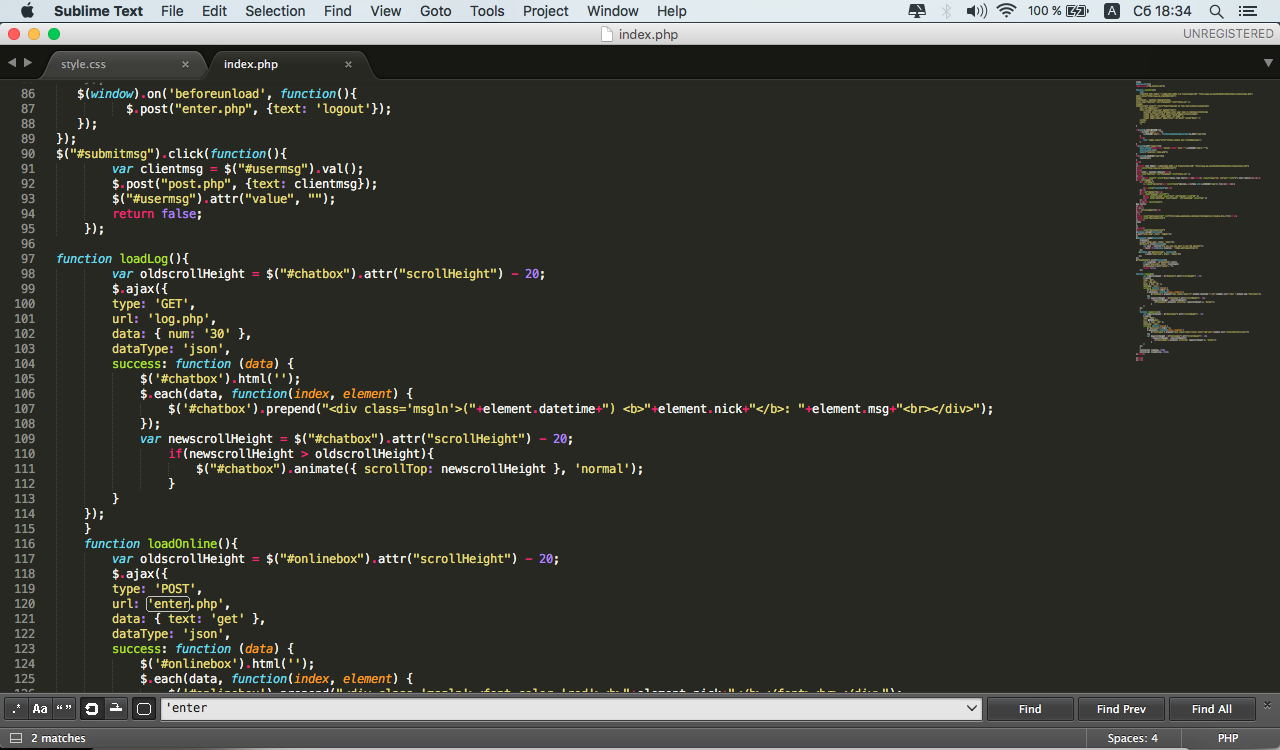 Sublime Text File Edit Selection Find View Goto Tools Project Window Help 100 % A Сб 18:34
index.php UNREGISTERED
style.css × index.php ×
86 $(window).on('beforeunload', function(){
87 $.post("enter.php", {text: 'logout'});
88 });
89 });
90 $("#submitmsg").click(function(){
91 var clientmsg = $("#usermsg").val();
92 $.post("post.php", {text: clientmsg});
93 $("#usermsg").attr("value", "");
94 return false;
95 });
96
97 function loadLog(){
98 var oldscrollHeight = $("#chatbox").attr("scrollHeight") - 20;
99 $.ajax({
100 type: 'GET',
101 url: 'log.php',
102 data: { num: '30' },
103 dataType: 'json',
104 success: function (data) {
105 $('#chatbox').html('');
106 $.each(data, function(index, element) {
107 $('#chatbox').prepend("<div class='msgln'>("+element.datetime+") <b>"+element.nick+"</b>: "+element.msg+"<br></div>");
108 });
109 var newscrollHeight = $("#chatbox").attr("scrollHeight") - 20;
110 if(newscrollHeight > oldscrollHeight){
111 $("#chatbox").animate({ scrollTop: newscrollHeight }, 'normal');
112 }
113 }
114 });
115 }
116 function loadOnline(){
117 var oldscrollHeight = $("#onlinebox").attr("scrollHeight") - 20;
118 $.ajax({
119 type: 'POST',
120 url: 'enter.php',
121 data: { text: 'get' },
122 dataType: 'json',
123 success: function (data) {
124 $('#onlinebox').html('');
125 $.each(data, function(index, element) {
.* Aa “” 'enter Find Find Prev Find All ×
2 matches Spaces: 4 PHP